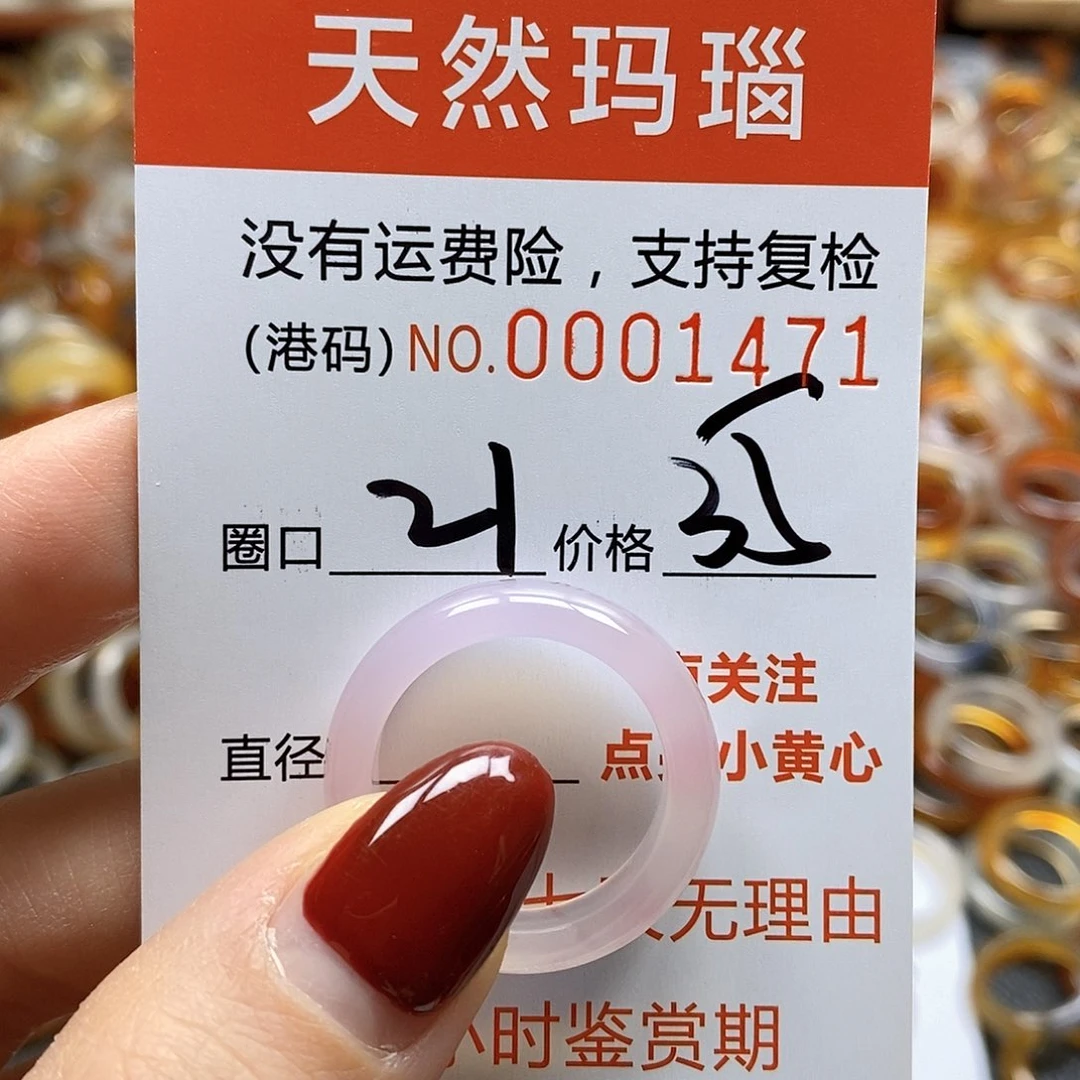 天然玛瑙
没有运费险，支持复检
(港码) NO.0001471
圈口 21 价格
关注
直径 点 小黄心
无理由
小时鉴赏期